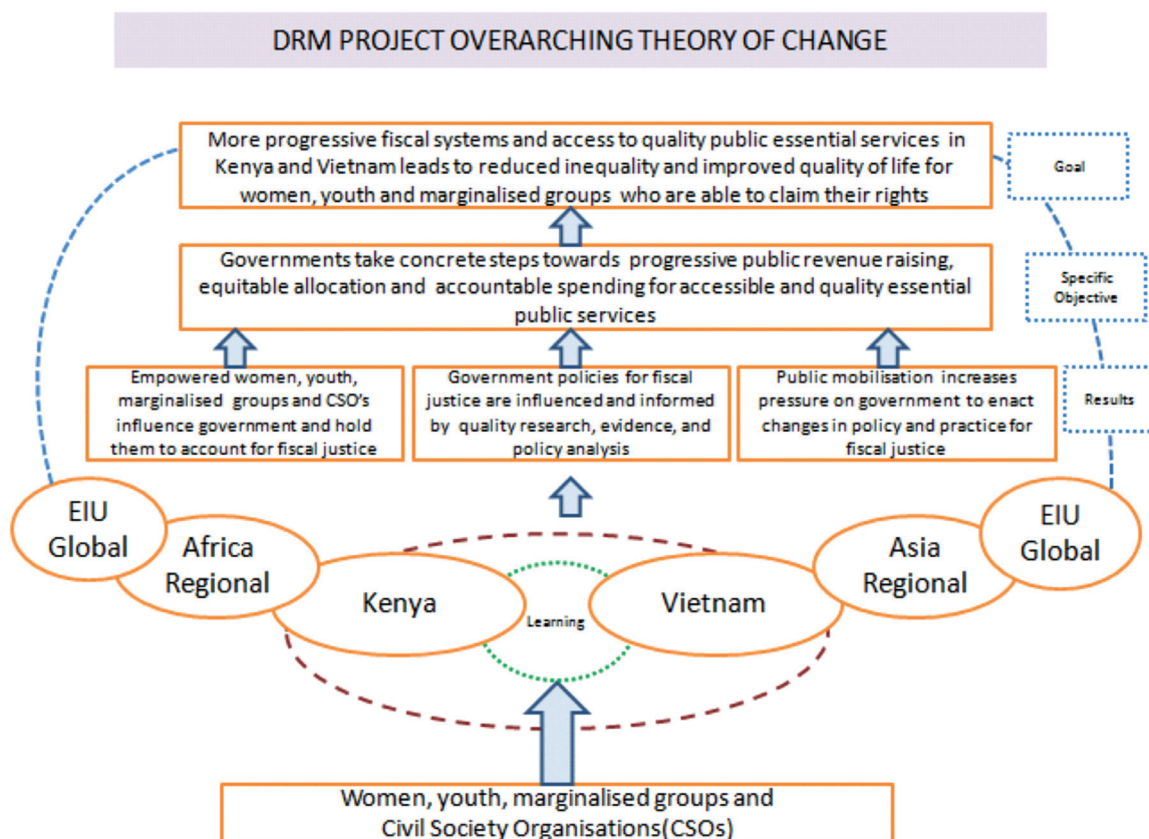 DRM PROJECT OVERARCHING THEORY OF CHANGE
More progressive fiscal systems and access to quality public essential services in
Kenya and Vietnam leads to reduced inequality and improved quality of life for
women, youth and marginalised groups who are able to claim their rights
Goal
Governments take concrete steps towards progressive public revenue raising,
equitable allocation and accountable spending for accessible and quality essential
public services
Specific
Objective
Empowered women, youth,
marginalised groups and CSO's
influence government and hold
them to account for fiscal justice
Government policies for fiscal
justice are influenced and informed
by quality research, evidence, and
policy analysis
Public mobilisation increases
pressure on government to enact
changes in policy and practice for
fiscal justice
Results
EIU
Global
Africa
Regional
Kenya
Learning
Vietnam
Asia
Regional
EIU
Global
Women, youth, marginalised groups and
Civil Society Organisations(CSOs)